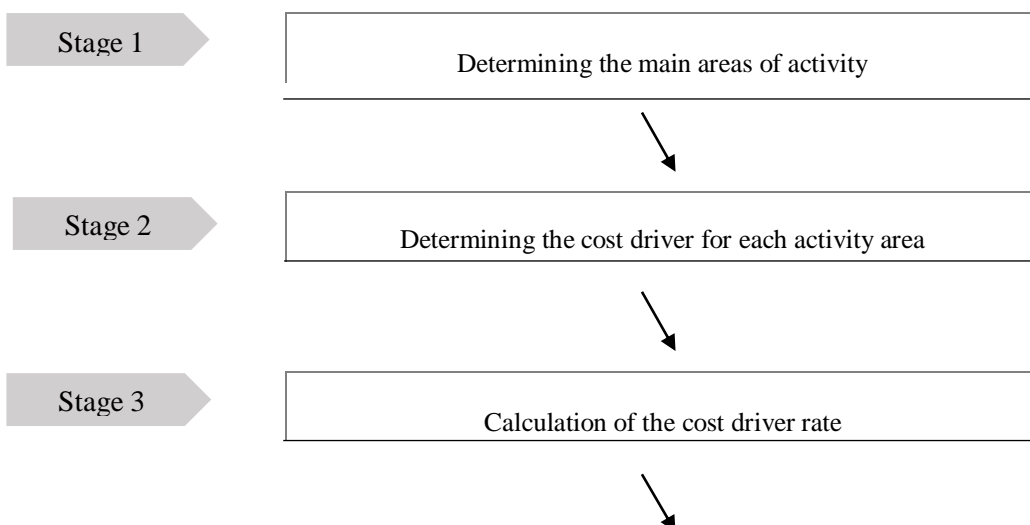 Stage 1
Determining the main areas of activity
Stage 2
Determining the cost driver for each activity area
Stage 3
Calculation of the cost driver rate